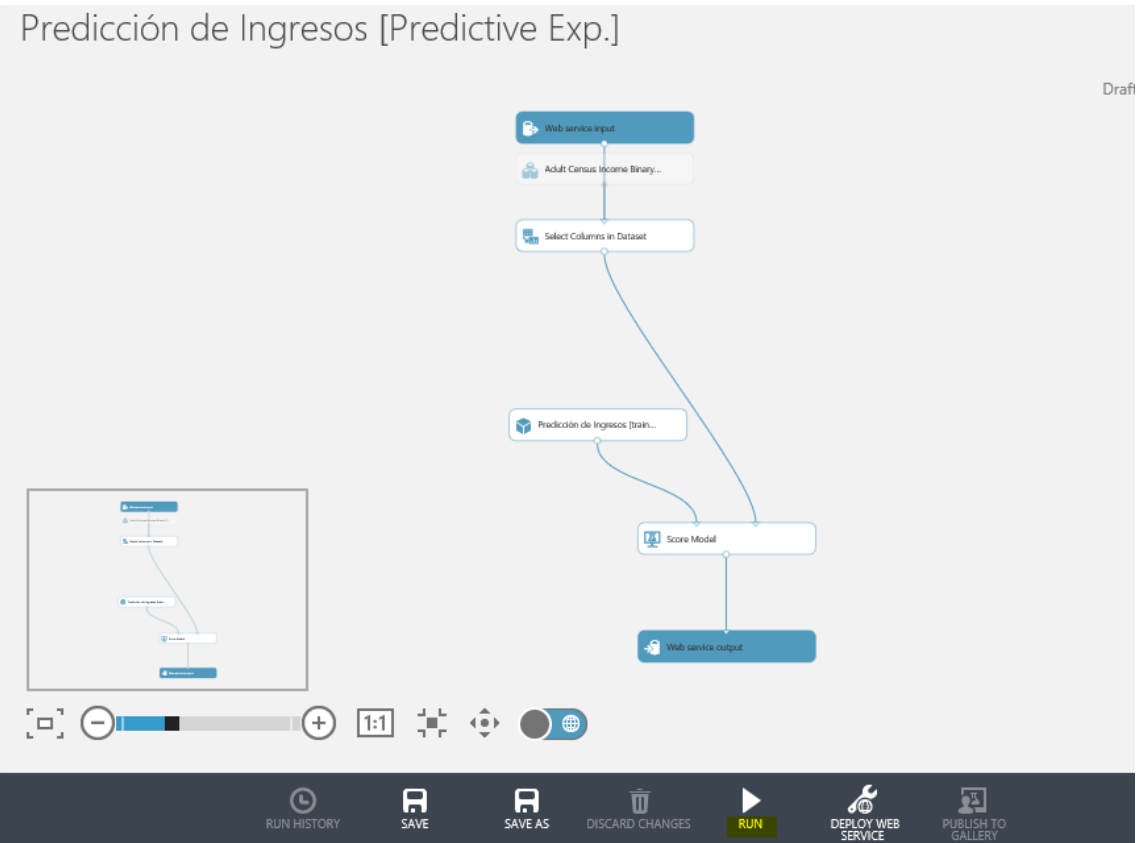 Predicción de Ingresos [Predictive Exp.]
Draft
Web service input
Adult Census Income Binary...
Select Columns in Dataset
Predicción de Ingresos [train...
Score Model
Web service output
1:1
RUN HISTORY
SAVE
SAVE AS
DISCARD CHANGES
RUN
DEPLOY WEB
SERVICE
PUBLISH TO
GALLERY